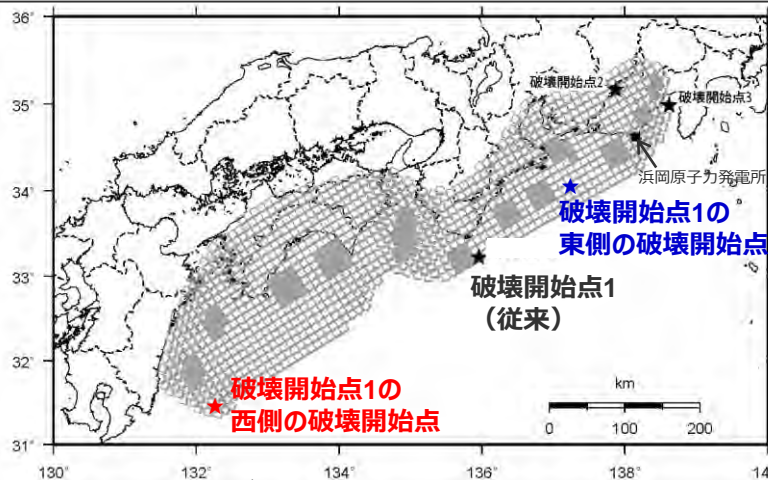 36°
35°
34°
33°
32°
31°
130°
132°
134°
136°
138°
14
破壊開始点2
破壊開始点3
浜岡原子力発電所
破壊開始点1の
東側の破壊開始点
破壊開始点1
（従来）
破壊開始点1の
西側の破壊開始点
km
0 100 200